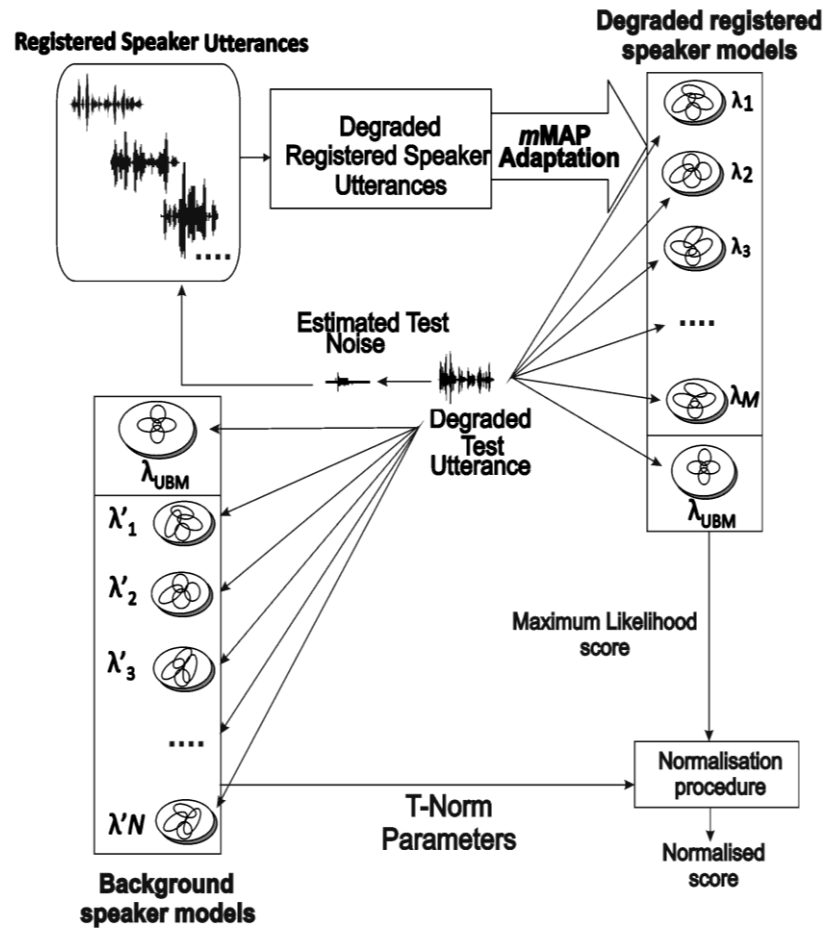 Registered Speaker Utterances
....
Degraded
Registered Speaker
Utterances
mMAP
Adaptation
Degraded registered
speaker models
λ1
λ2
λ3
....
λM
λUBM
Estimated Test
Noise
Degraded
Test
Utterance
λUBM
λ'1
λ'2
λ'3
....
λ'N
Background
speaker models
Maximum Likelihood
score
Normalisation
procedure
T-Norm
Parameters
Normalised
score